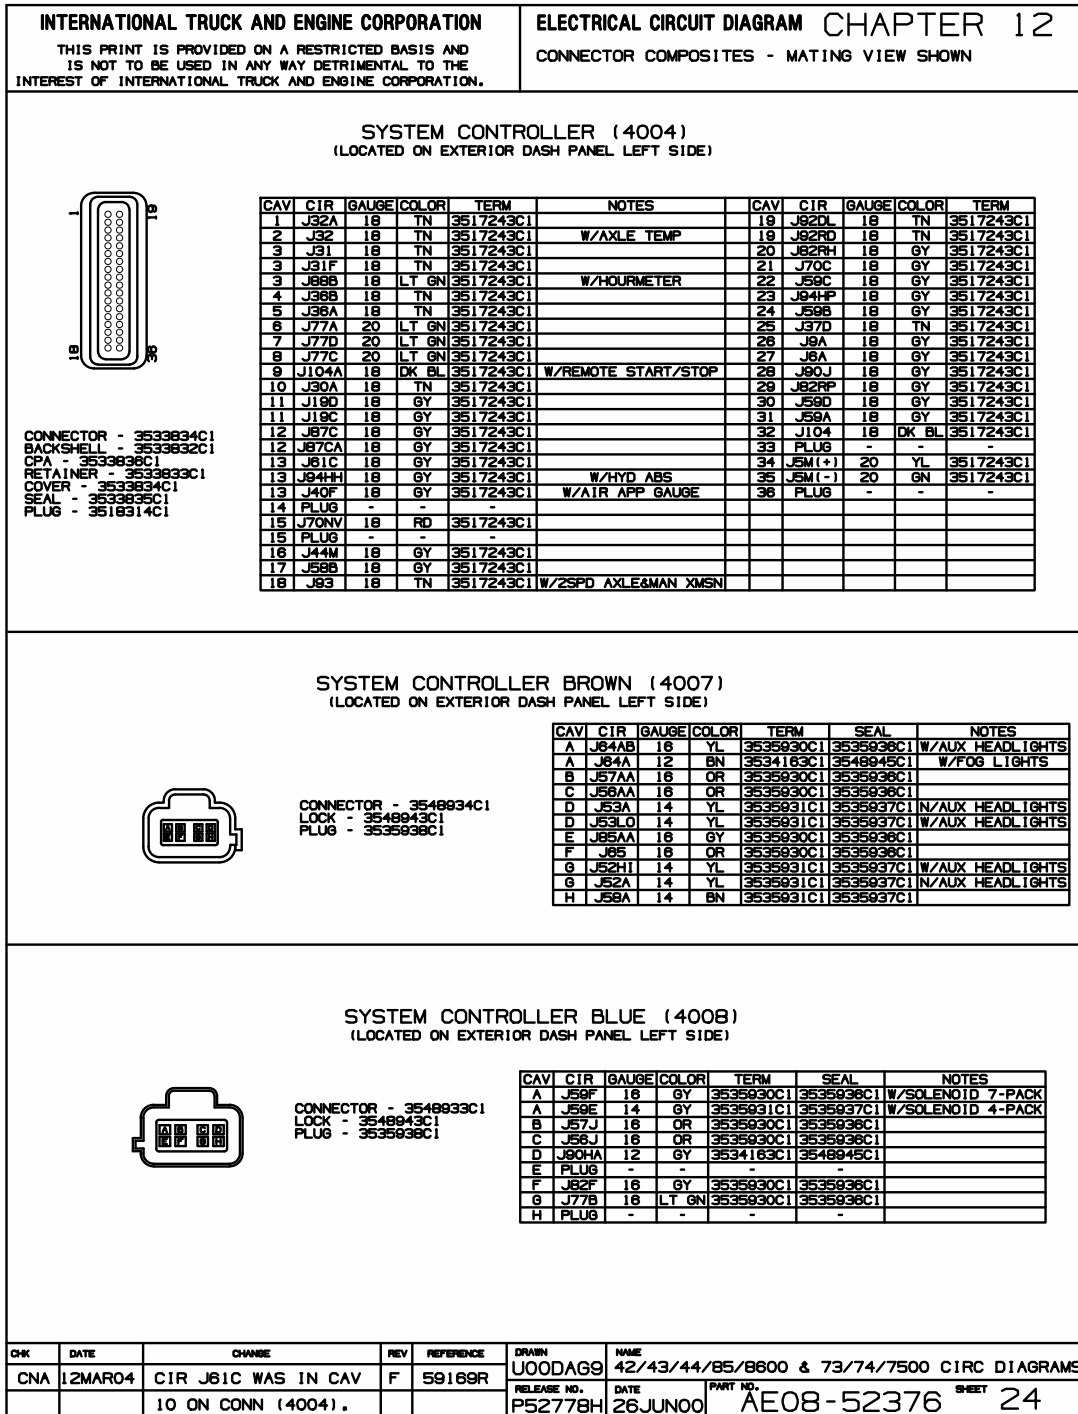 INTERNATIONAL TRUCK AND ENGINE CORPORATION
THIS PRINT IS PROVIDED ON A RESTRICTED BASIS AND
IS NOT TO BE USED IN ANY WAY DETRIMENTAL TO THE
INTEREST OF INTERNATIONAL TRUCK AND ENGINE CORPORATION.
ELECTRICAL CIRCUIT DIAGRAM CHAPTER 12
CONNECTOR COMPOSITES - MATING VIEW SHOWN
SYSTEM CONTROLLER (4004)
(LOCATED ON EXTERIOR DASH PANEL LEFT SIDE)
1 19
18 36
CONNECTOR - 3533834C1
BACKSHELL - 3533832C1
CPA - 3533836C1
RETAINER - 3533833C1
COVER - 3533834C1
SEAL - 3533835C1
PLUG - 3518314C1
CAV CIR GAUGE COLOR TERM NOTES CAV CIR GAUGE COLOR TERM
1 J32A 18 TN 3517243C1 19 J92DL 18 TN 3517243C1
2 J32 18 TN 3517243C1 W/AXLE TEMP 19 J92RD 18 TN 3517243C1
3 J31 18 TN 3517243C1 20 J82RH 18 GY 3517243C1
3 J31F 18 TN 3517243C1 21 J70C 18 GY 3517243C1
3 J88B 18 LT GN 3517243C1 W/HOURMETER 22 J59C 18 GY 3517243C1
4 J36B 18 TN 3517243C1 23 J94HP 18 GY 3517243C1
5 J36A 18 TN 3517243C1 24 J59B 18 GY 3517243C1
6 J77A 20 LT GN 3517243C1 25 J37D 18 TN 3517243C1
7 J77D 20 LT GN 3517243C1 26 J9A 18 GY 3517243C1
8 J77C 20 LT GN 3517243C1 27 J6A 18 GY 3517243C1
9 J104A 18 DK BL 3517243C1 W/REMOTE START/STOP 28 J90J 18 GY 3517243C1
10 J30A 18 TN 3517243C1 29 J82RP 18 GY 3517243C1
11 J19D 18 GY 3517243C1 30 J59D 18 GY 3517243C1
11 J19C 18 GY 3517243C1 31 J59A 18 GY 3517243C1
12 J87C 18 GY 3517243C1 32 J104 18 DK BL 3517243C1
12 J87CA 18 GY 3517243C1 33 PLUG - - -
13 J61C 18 GY 3517243C1 34 J5M(+) 20 YL 3517243C1
13 J94HH 18 GY 3517243C1 W/HYD ABS 35 J5M(-) 20 GN 3517243C1
13 J40F 18 GY 3517243C1 W/AIR APP GAUGE 36 PLUG - - -
14 PLUG - - -
15 J70NV 18 RD 3517243C1
15 PLUG - - -
16 J44M 18 GY 3517243C1
17 J58B 18 GY 3517243C1
18 J93 18 TN 3517243C1 W/2SPD AXLE&MAN XMSN
SYSTEM CONTROLLER BROWN (4007)
(LOCATED ON EXTERIOR DASH PANEL LEFT SIDE)
CONNECTOR - 3548934C1
LOCK - 3548943C1
PLUG - 3535938C1
CAV CIR GAUGE COLOR TERM SEAL NOTES
A J64AB 16 YL 3535930C1 3535936C1 W/AUX HEADLIGHTS
A J64A 12 BN 3534163C1 3548945C1 W/FOG LIGHTS
B J57AA 16 OR 3535930C1 3535936C1
C J56AA 16 OR 3535930C1 3535936C1
D J53A 14 YL 3535931C1 3535937C1 N/AUX HEADLIGHTS
D J53LO 14 YL 3535931C1 3535937C1 W/AUX HEADLIGHTS
E J85AA 16 GY 3535930C1 3535936C1
F J65 16 OR 3535930C1 3535936C1
G J52HI 14 YL 3535931C1 3535937C1 W/AUX HEADLIGHTS
G J52A 14 YL 3535931C1 3535937C1 N/AUX HEADLIGHTS
H J58A 14 BN 3535931C1 3535937C1
SYSTEM CONTROLLER BLUE (4008)
(LOCATED ON EXTERIOR DASH PANEL LEFT SIDE)
A B C D
E F G H
CONNECTOR - 3548933C1
LOCK - 3548943C1
PLUG - 3535938C1
CAV CIR GAUGE COLOR TERM SEAL NOTES
A J59F 16 GY 3535930C1 3535936C1 W/SOLENOID 7-PACK
A J59E 14 GY 3535931C1 3535937C1 W/SOLENOID 4-PACK
B J57J 16 OR 3535930C1 3535936C1
C J56J 16 OR 3535930C1 3535936C1
D J90HA 12 GY 3534163C1 3548945C1
E PLUG - - - -
F J82F 16 GY 3535930C1 3535936C1
G J77B 16 LT GN 3535930C1 3535936C1
H PLUG - - - -
CHK DATE CHANGE REV REFERENCE DRAWN NAME
CNA 12MAR04 CIR J61C WAS IN CAV F 59169R U00DAG9 42/43/44/85/8600 & 73/74/7500 CIRC DIAGRAMS
10 ON CONN (4004). RELEASE NO. P52778H DATE 26JUN00 PART NO. AE08-52376 SHEET 24